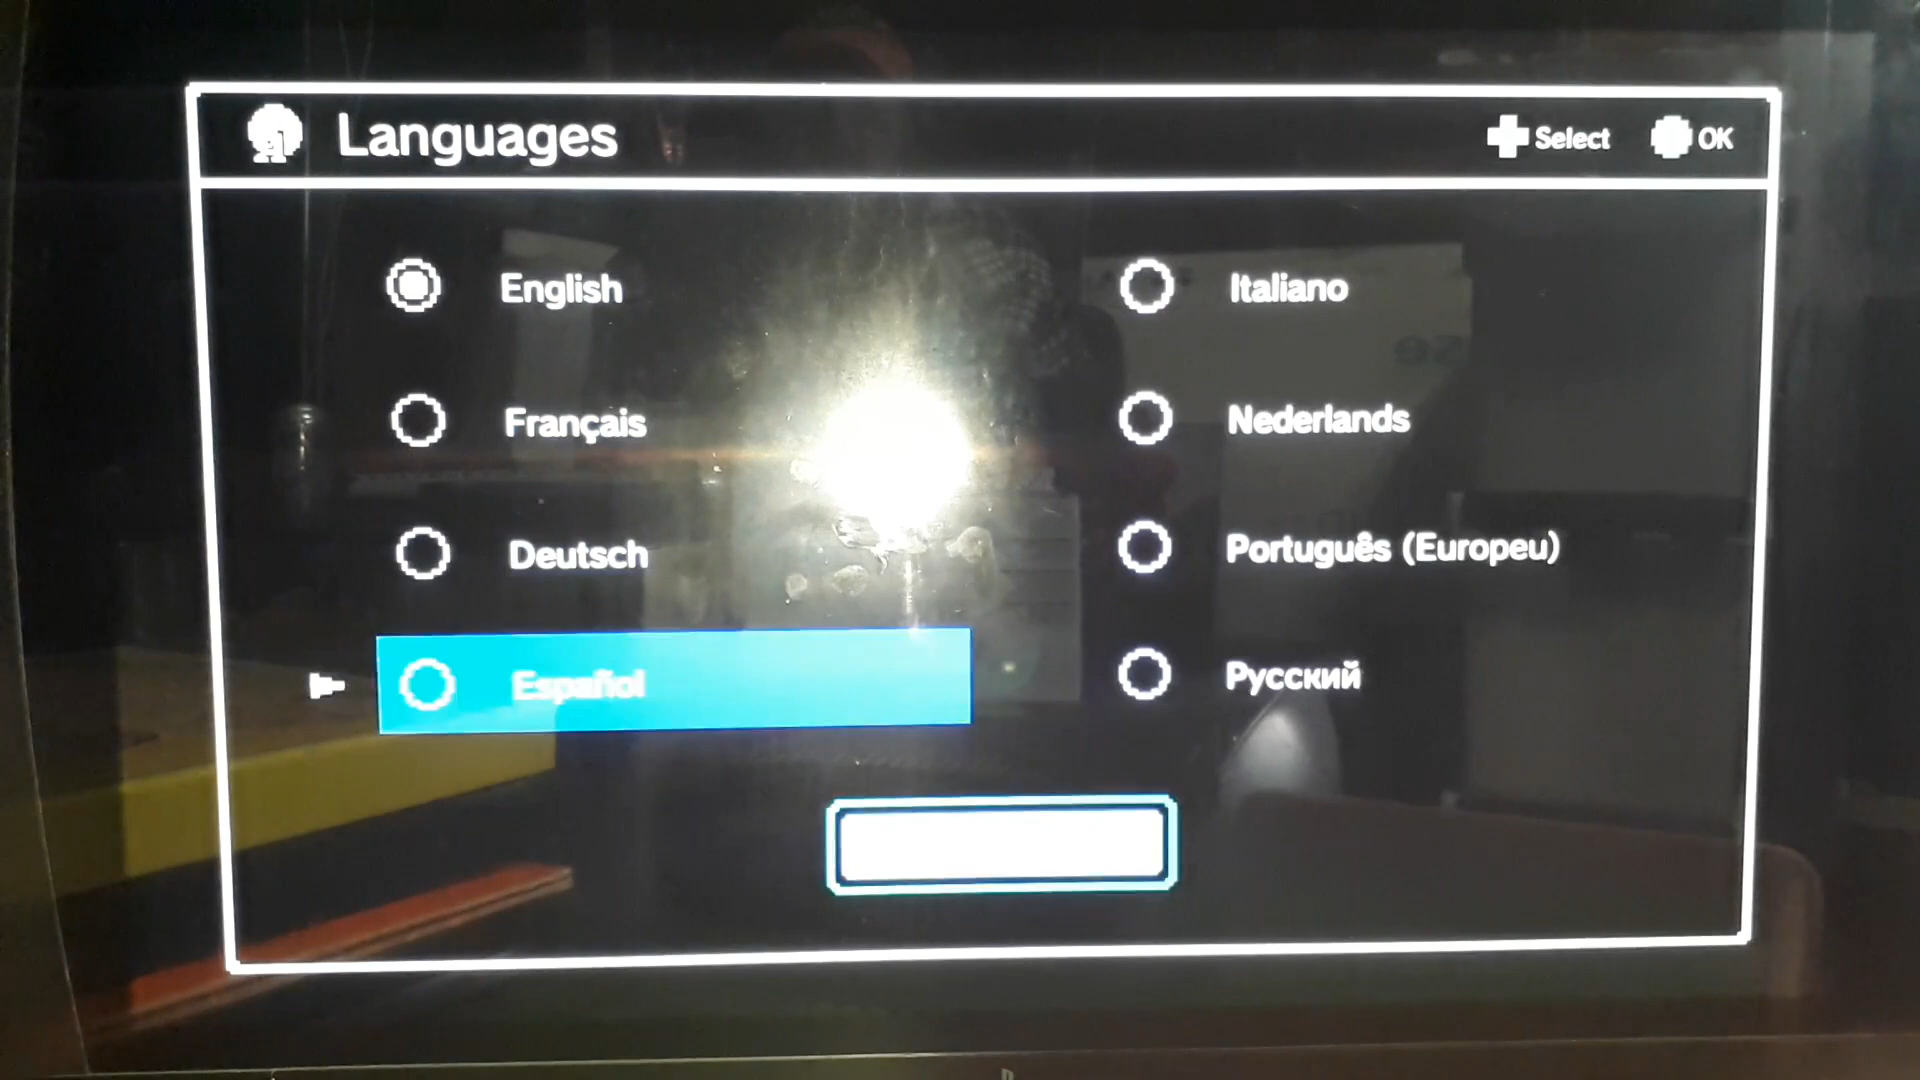 Languages
Select OK
English
Français
Deutsch
Español
Italiano
Nederlands
Português (Europeu)
Русский